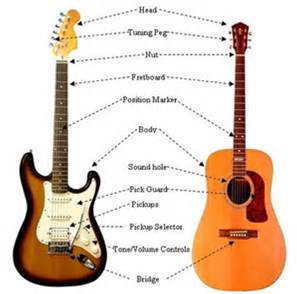 Head
Tuning Peg
Nut
Fretboard
Position Marker
Body
Sound hole
Pick Guard
Pickups
Pickup Selector
Tone/Volume Controls
Bridge